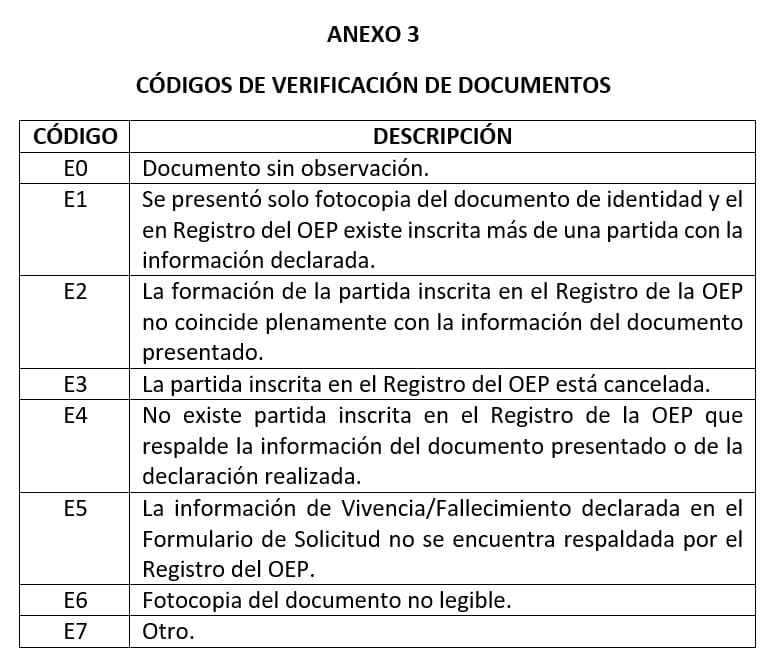 ANEXO 3
CÓDIGOS DE VERIFICACIÓN DE DOCUMENTOS
CÓDIGO DESCRIPCIÓN
E0 Documento sin observación.
E1 Se presentó solo fotocopia del documento de identidad y el
en Registro del OEP existe inscrita más de una partida con la
información declarada.
E2 La formación de la partida inscrita en el Registro de la OEP
no coincide plenamente con la información del documento
presentado.
E3 La partida inscrita en el Registro del OEP está cancelada.
E4 No existe partida inscrita en el Registro de la OEP que
respalde la información del documento presentado o de la
declaración realizada.
E5 La información de Vivencia/Fallecimiento declarada en el
Formulario de Solicitud no se encuentra respaldada por el
Registro del OEP.
E6 Fotocopia del documento no legible.
E7 Otro.